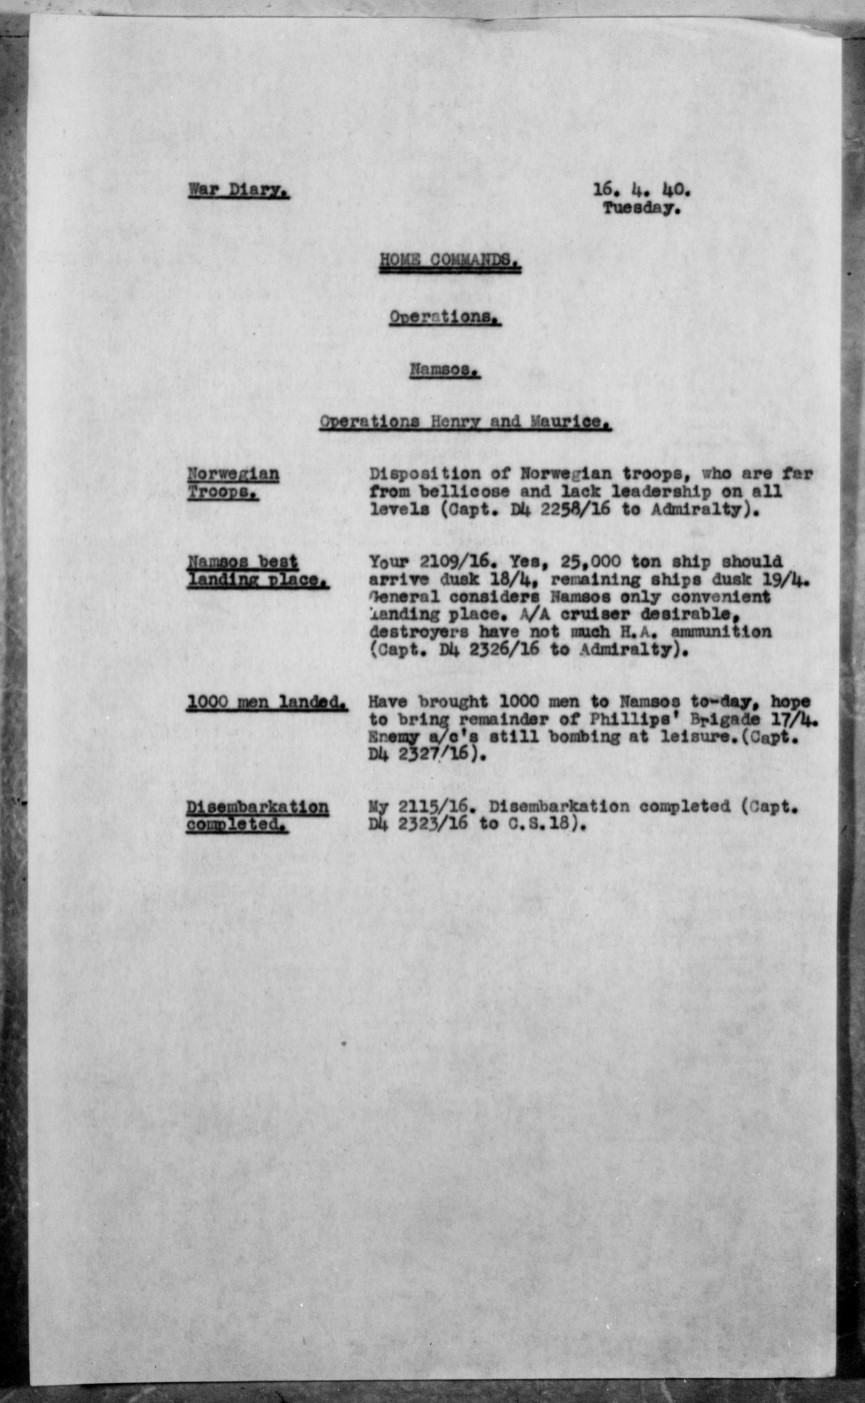 War Diary.
16. 4. 40.
Tuesday.
HOME COMMANDS.
Operations.
Namsos.
Operations Henry and Maurice.
Norwegian
Troops.
Disposition of Norwegian troops, who are far
from bellicose and lack leadership on all
levels (Capt. D4 2258/16 to Admiralty).
Namsos best
landing place.
Your 2109/16. Yes, 25,000 ton ship should
arrive dusk 18/4, remaining ships dusk 19/4.
General considers Namsos only convenient
landing place. A/A cruiser desirable,
destroyers have not much H.A. ammunition
(Capt. D4 2326/16 to Admiralty).
1000 men landed.
Have brought 1000 men to Namsos to-day, hope
to bring remainder of Phillips' Brigade 17/4.
Enemy a/c's still bombing at leisure.(Capt.
D4 2327/16).
Disembarkation
completed.
My 2115/16. Disembarkation completed (Capt.
D4 2323/16 to C.S.18).